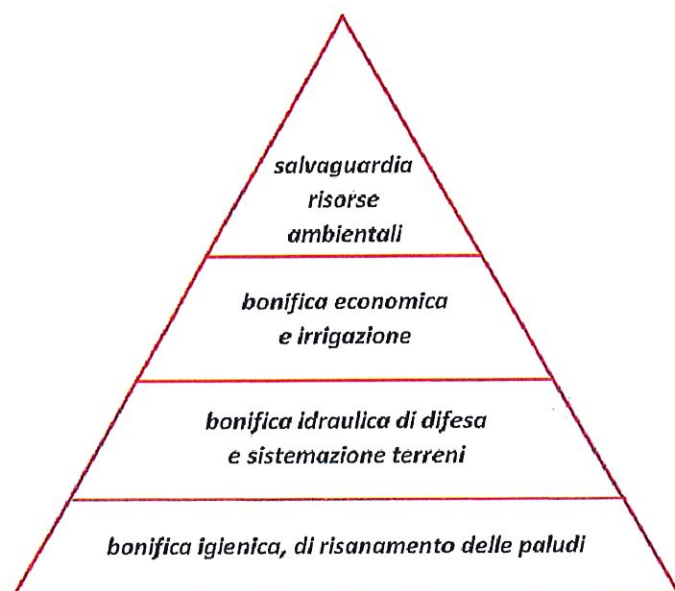 salvaguardia
risorse
ambientali
bonifica economica
e irrigazione
bonifica idraulica di difesa
e sistemazione terreni
bonifica igienica, di risanamento delle paludi